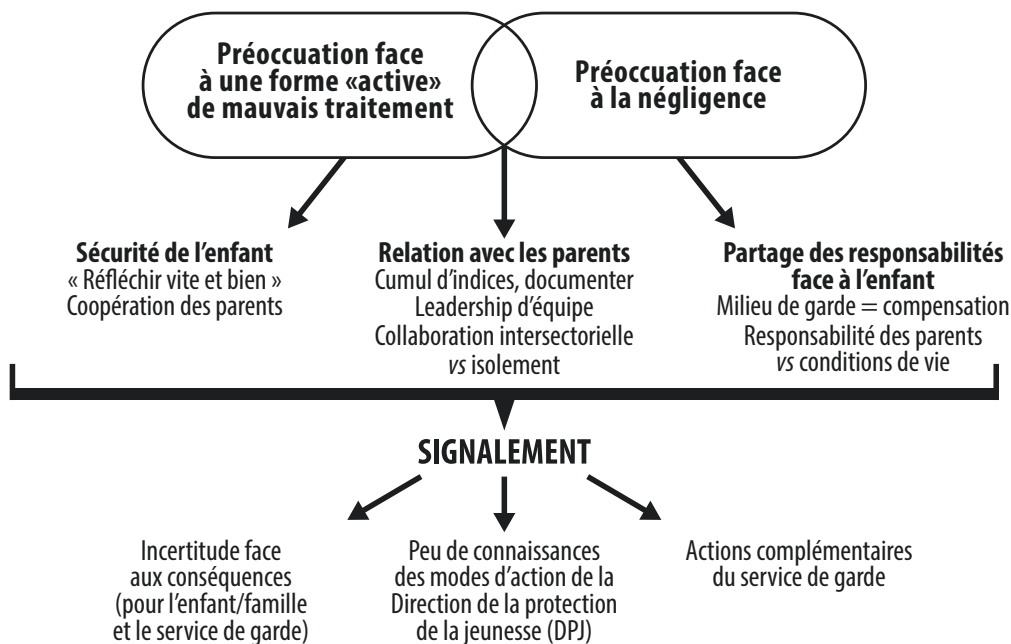 Préoccuation face
à une forme «active»
de mauvais traitement
Préoccuation face
à la négligence
Sécurité de l'enfant
« Réfléchir vite et bien »
Coopération des parents
Relation avec les parents
Cumul d'indices, documenter
Leadership d'équipe
Collaboration intersectorielle
vs isolement
Partage des responsabilités
face à l'enfant
Milieu de garde = compensation
Responsabilité des parents
vs conditions de vie
SIGNALEMENT
Incertitude face
aux conséquences
(pour l'enfant/famille
et le service de garde)
Peu de connaissances
des modes d'action de la
Direction de la protection
de la jeunesse (DPJ)
Actions complémentaires
du service de garde